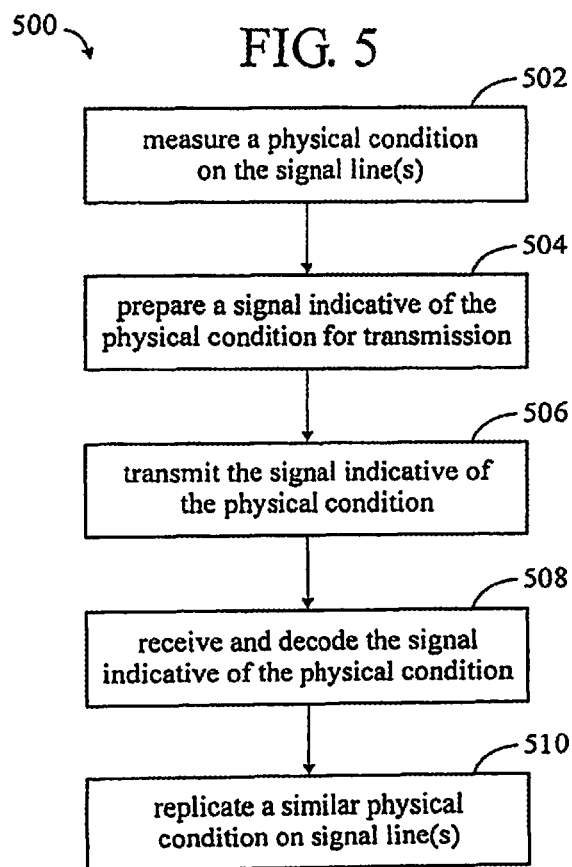 500
FIG. 5
502
measure a physical condition
on the signal line(s)
504
prepare a signal indicative of the
physical condition for transmission
506
transmit the signal indicative of
the physical condition
508
receive and decode the signal
indicative of the physical condition
510
replicate a similar physical
condition on signal line(s)